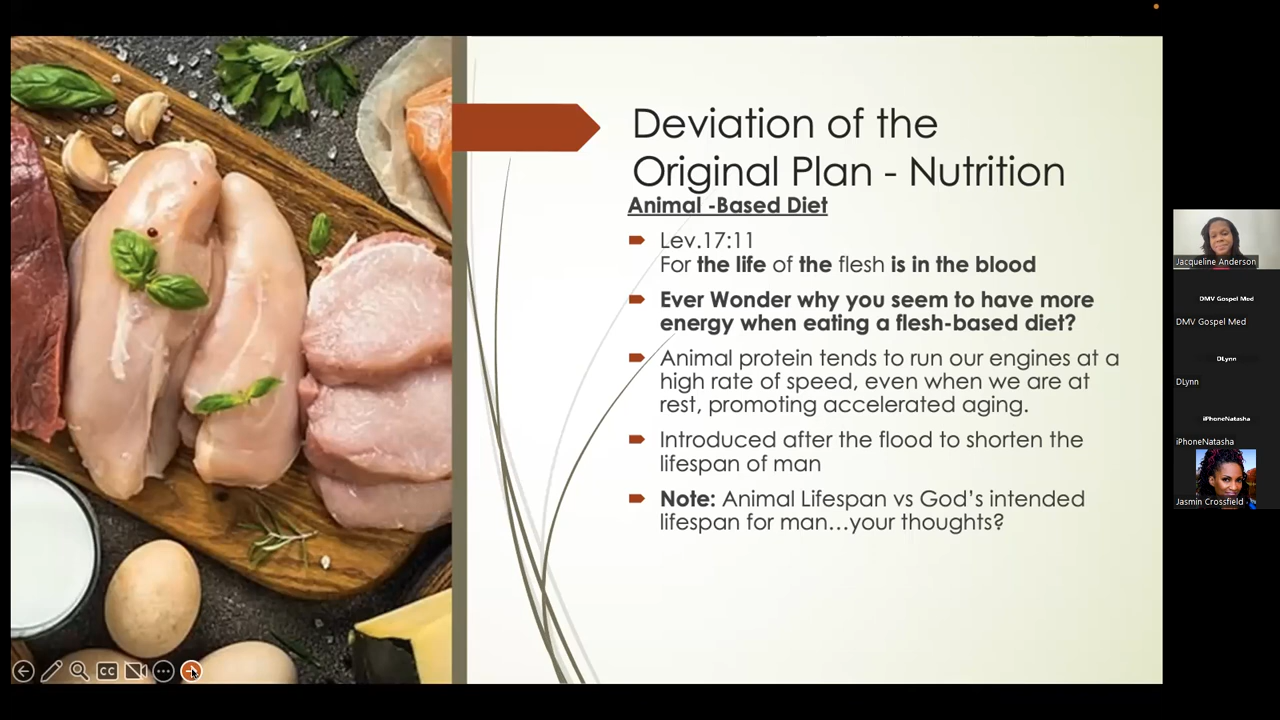 Deviation of the
Original Plan - Nutrition
Animal -Based Diet
Lev.17:11
For the life of the flesh is in the blood
Ever Wonder why you seem to have more
energy when eating a flesh-based diet?
Animal protein tends to run our engines at a
high rate of speed, even when we are at
rest, promoting accelerated aging.
Introduced after the flood to shorten the
lifespan of man
Note: Animal Lifespan vs God’s intended
lifespan for man…your thoughts?
CC
Jacqueline Anderson
DMV Gospel Med
DMV Gospel Med
DLynn
DLynn
iPhoneNatasha
iPhoneNatasha
Jasmin Crossfield